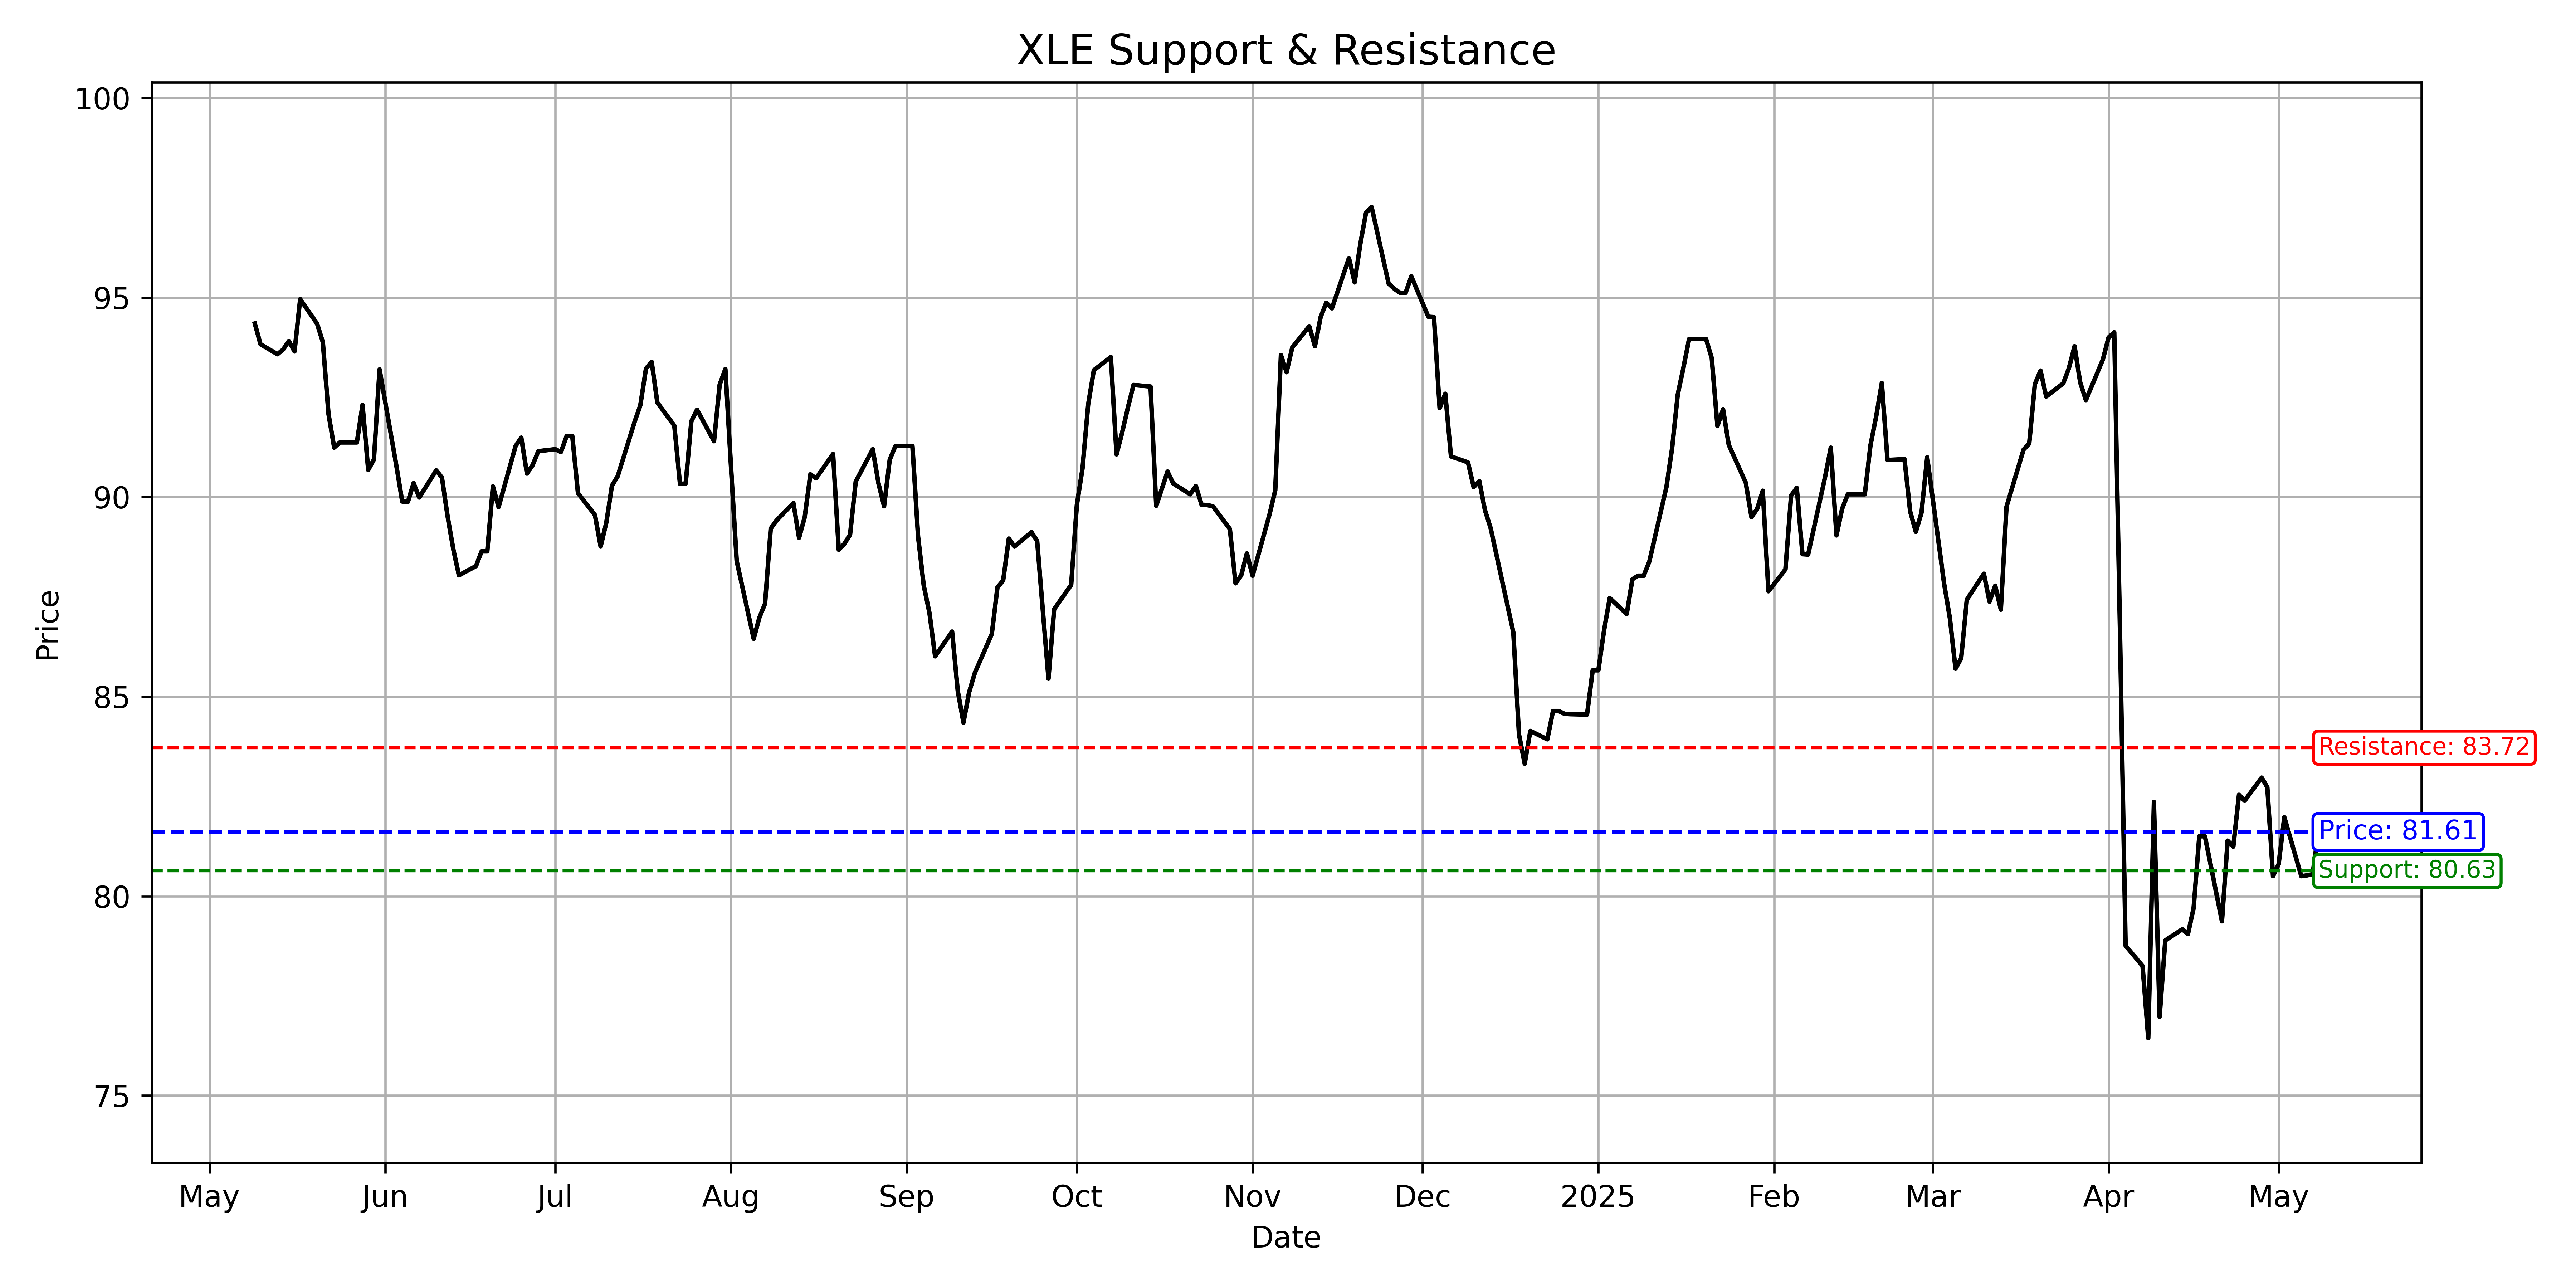 XLE Support & Resistance
100
95
90
85
80
75
Price
Resistance: 83.72
Price: 81.61
Support: 80.63
May Jun Jul Aug Sep Oct Nov Dec 2025 Feb Mar Apr May
Date